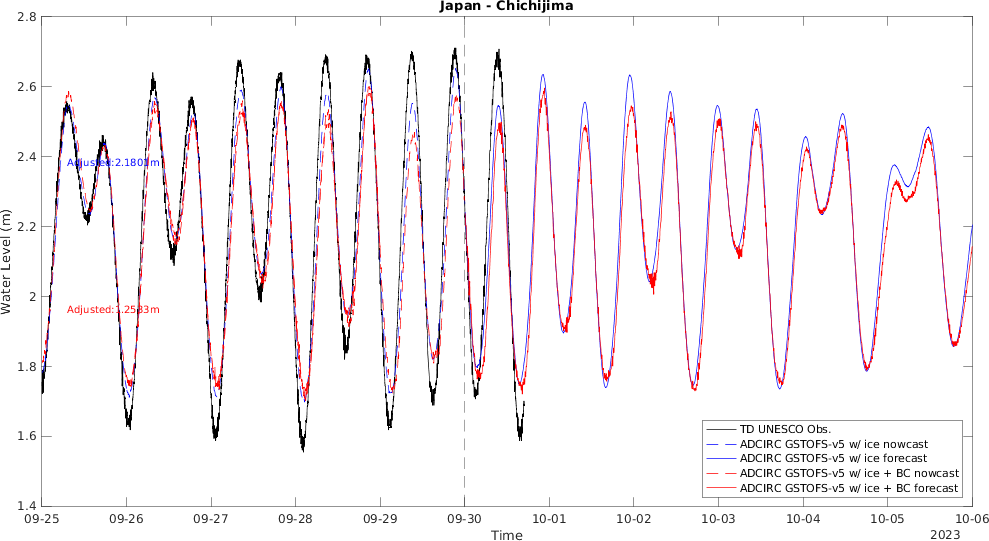 Japan - Chichijima
Water Level (m)
2.8
2.6
2.4
2.2
2
1.8
1.6
1.4
Adjusted:2.1801m
Adjusted:1.2583m
TD UNESCO Obs.
ADCIRC GSTOFS-v5 w/ ice nowcast
ADCIRC GSTOFS-v5 w/ ice forecast
ADCIRC GSTOFS-v5 w/ ice + BC nowcast
ADCIRC GSTOFS-v5 w/ ice + BC forecast
09-25 09-26 09-27 09-28 09-29 09-30 10-01 10-02 10-03 10-04 10-05 10-06
Time
2023